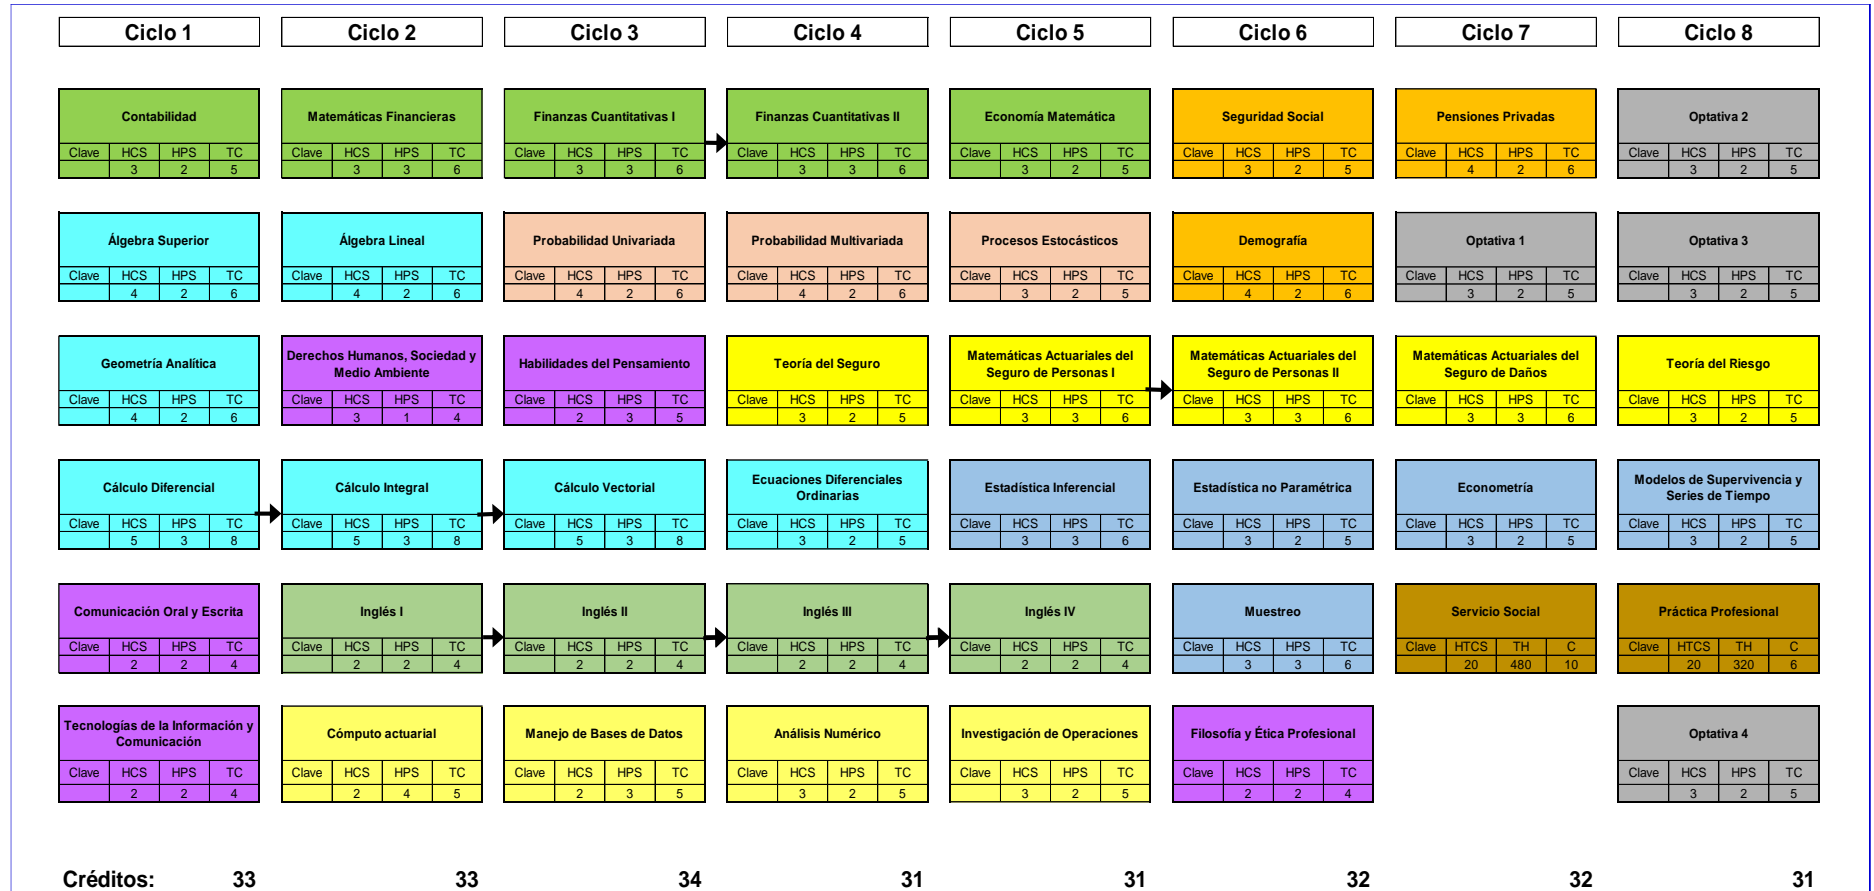 Ciclo 1 Ciclo 2 Ciclo 3 Ciclo 4 Ciclo 5 Ciclo 6 Ciclo 7 Ciclo 8
Contabilidad Matemáticas Financieras Finanzas Cuantitativas I Finanzas Cuantitativas II Economía Matemática Seguridad Social Pensiones Privadas Optativa 2
Clave HCS HPS TC Clave HCS HPS TC Clave HCS HPS TC Clave HCS HPS TC Clave HCS HPS TC Clave HCS HPS TC Clave HCS HPS TC Clave HCS HPS TC
3 2 5 3 3 6 3 3 6 3 3 6 3 2 5 3 2 5 4 2 6 3 2 5
Álgebra Superior Álgebra Lineal Probabilidad Univariada Probabilidad Multivariada Procesos Estocásticos Demografía Optativa 1 Optativa 3
Clave HCS HPS TC Clave HCS HPS TC Clave HCS HPS TC Clave HCS HPS TC Clave HCS HPS TC Clave HCS HPS TC Clave HCS HPS TC Clave HCS HPS TC
4 2 6 4 2 6 4 2 6 4 2 6 3 2 5 4 2 6 3 2 5 3 2 5
Geometría Analítica Derechos Humanos, Sociedad y Medio Ambiente Habilidades del Pensamiento Teoría del Seguro Matemáticas Actuariales del Seguro de Personas I Matemáticas Actuariales del Seguro de Personas II Matemáticas Actuariales del Seguro de Daños Teoría del Riesgo
Clave HCS HPS TC Clave HCS HPS TC Clave HCS HPS TC Clave HCS HPS TC Clave HCS HPS TC Clave HCS HPS TC Clave HCS HPS TC Clave HCS HPS TC
4 2 6 3 1 4 2 3 5 3 2 5 3 3 6 3 3 6 3 3 6 3 2 5
Cálculo Diferencial Cálculo Integral Cálculo Vectorial Ecuaciones Diferenciales Ordinarias Estadística Inferencial Estadística no Paramétrica Econometría Modelos de Supervivencia y Series de Tiempo
Clave HCS HPS TC Clave HCS HPS TC Clave HCS HPS TC Clave HCS HPS TC Clave HCS HPS TC Clave HCS HPS TC Clave HCS HPS TC Clave HCS HPS TC
5 3 8 5 3 8 5 3 8 3 2 5 3 3 6 3 2 5 3 2 5 3 2 5
Comunicación Oral y Escrita Inglés I Inglés II Inglés III Inglés IV Muestreo Servicio Social Práctica Profesional
Clave HCS HPS TC Clave HCS HPS TC Clave HCS HPS TC Clave HCS HPS TC Clave HCS HPS TC Clave HCS HPS TC Clave HTCS TH C Clave HTCS TH C
2 2 4 2 2 4 2 2 4 2 2 4 2 2 4 3 3 6 20 480 10 20 320 6
Tecnologías de la Información y Comunicación Cómputo actuarial Manejo de Bases de Datos Análisis Numérico Investigación de Operaciones Filosofía y Ética Profesional Optativa 4
Clave HCS HPS TC Clave HCS HPS TC Clave HCS HPS TC Clave HCS HPS TC Clave HCS HPS TC Clave HCS HPS TC Clave HCS HPS TC
2 2 4 2 4 5 2 3 5 3 2 5 3 2 5 2 2 4 3 2 5
Créditos: 33 33 34 31 31 32 32 31